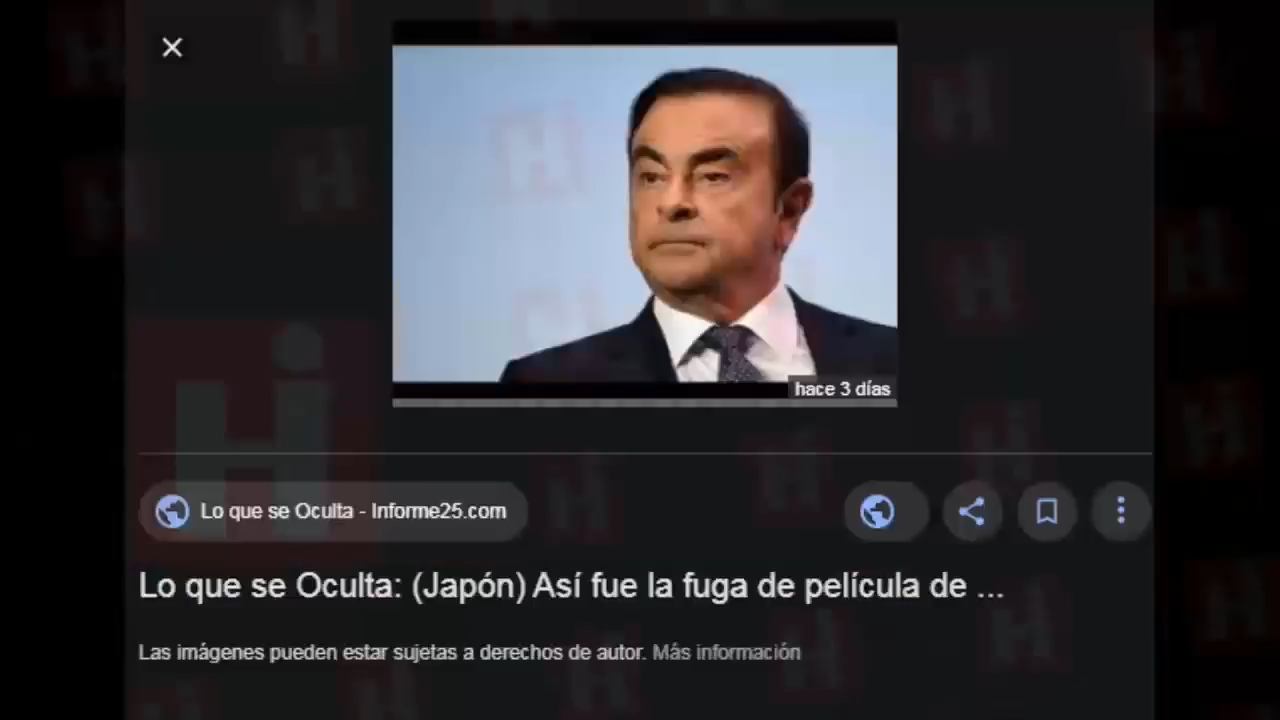 hace 3 días
Lo que se Oculta - Informe25.com
Lo que se Oculta: (Japón) Así fue la fuga de película de ...
Las imágenes pueden estar sujetas a derechos de autor. Más información
Hi